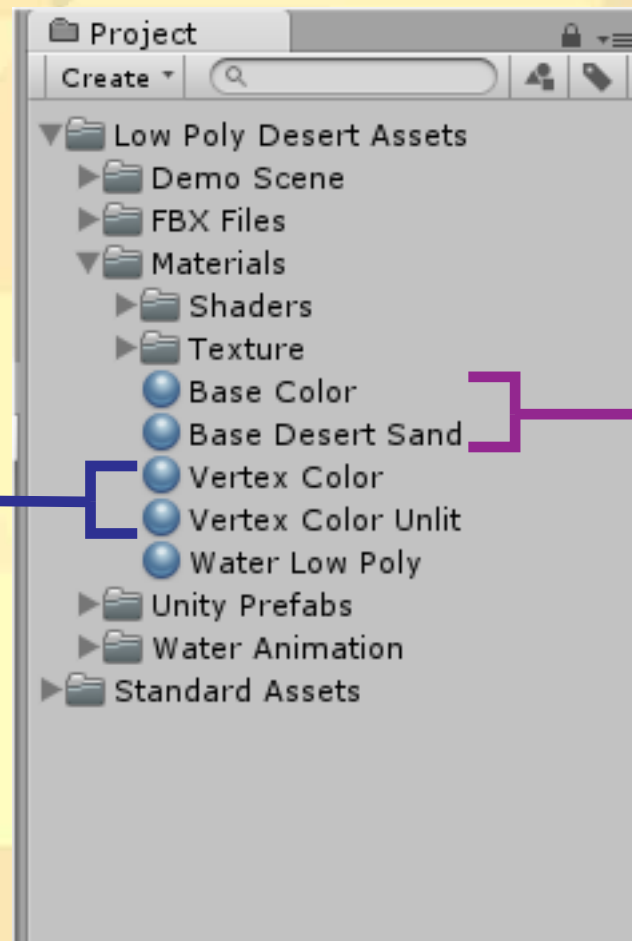 Project
Create
Low Poly Desert Assets
Demo Scene
FBX Files
Materials
Shaders
Texture
Base Color
Base Desert Sand
Vertex Color
Vertex Color Unlit
Water Low Poly
Unity Prefabs
Water Animation
Standard Assets